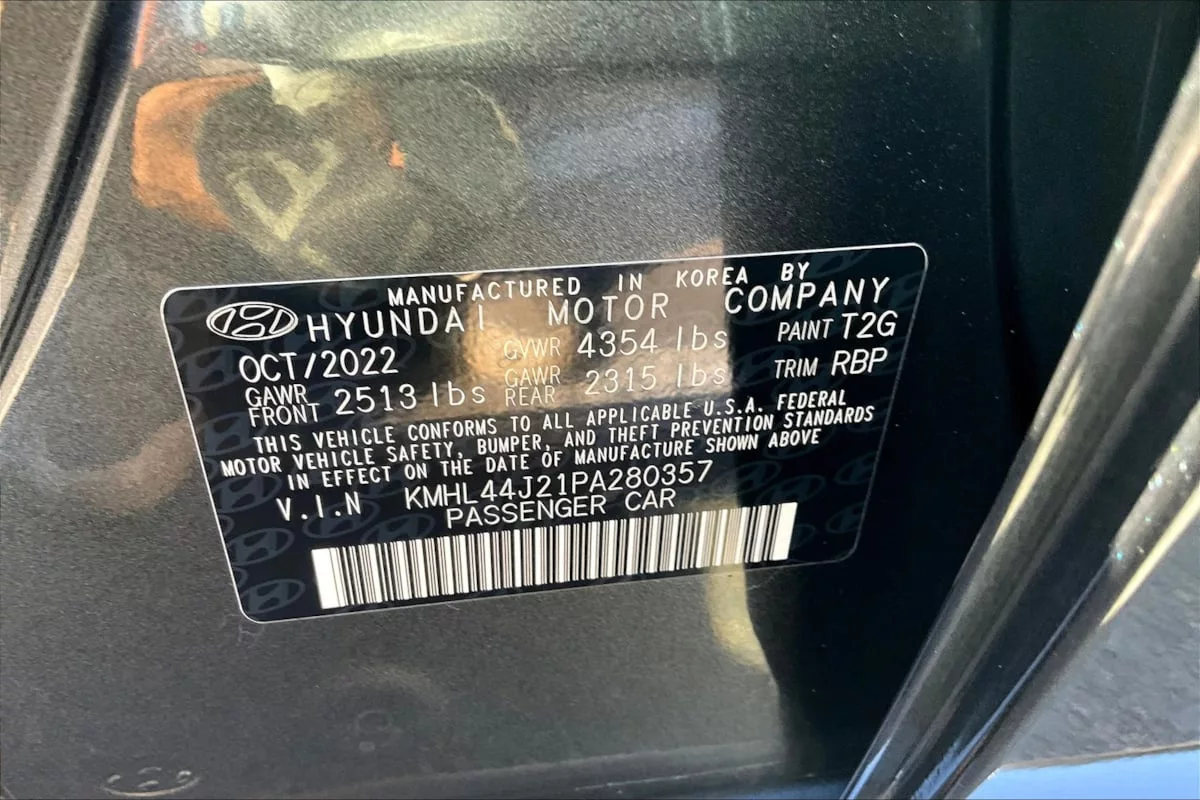 MANUFACTURED IN KOREA BY
HYUNDAI MOTOR COMPANY
OCT/2022 GVWR 4354 lbs PAINT T2G
GAWR FRONT 2513 lbs GAWR REAR 2315 lbs TRIM RBP
THIS VEHICLE CONFORMS TO ALL APPLICABLE U.S.A. FEDERAL
MOTOR VEHICLE SAFETY, BUMPER, AND THEFT PREVENTION STANDARDS
IN EFFECT ON THE DATE OF MANUFACTURE SHOWN ABOVE
V.I.N KMHL44J21PA280357
PASSENGER CAR